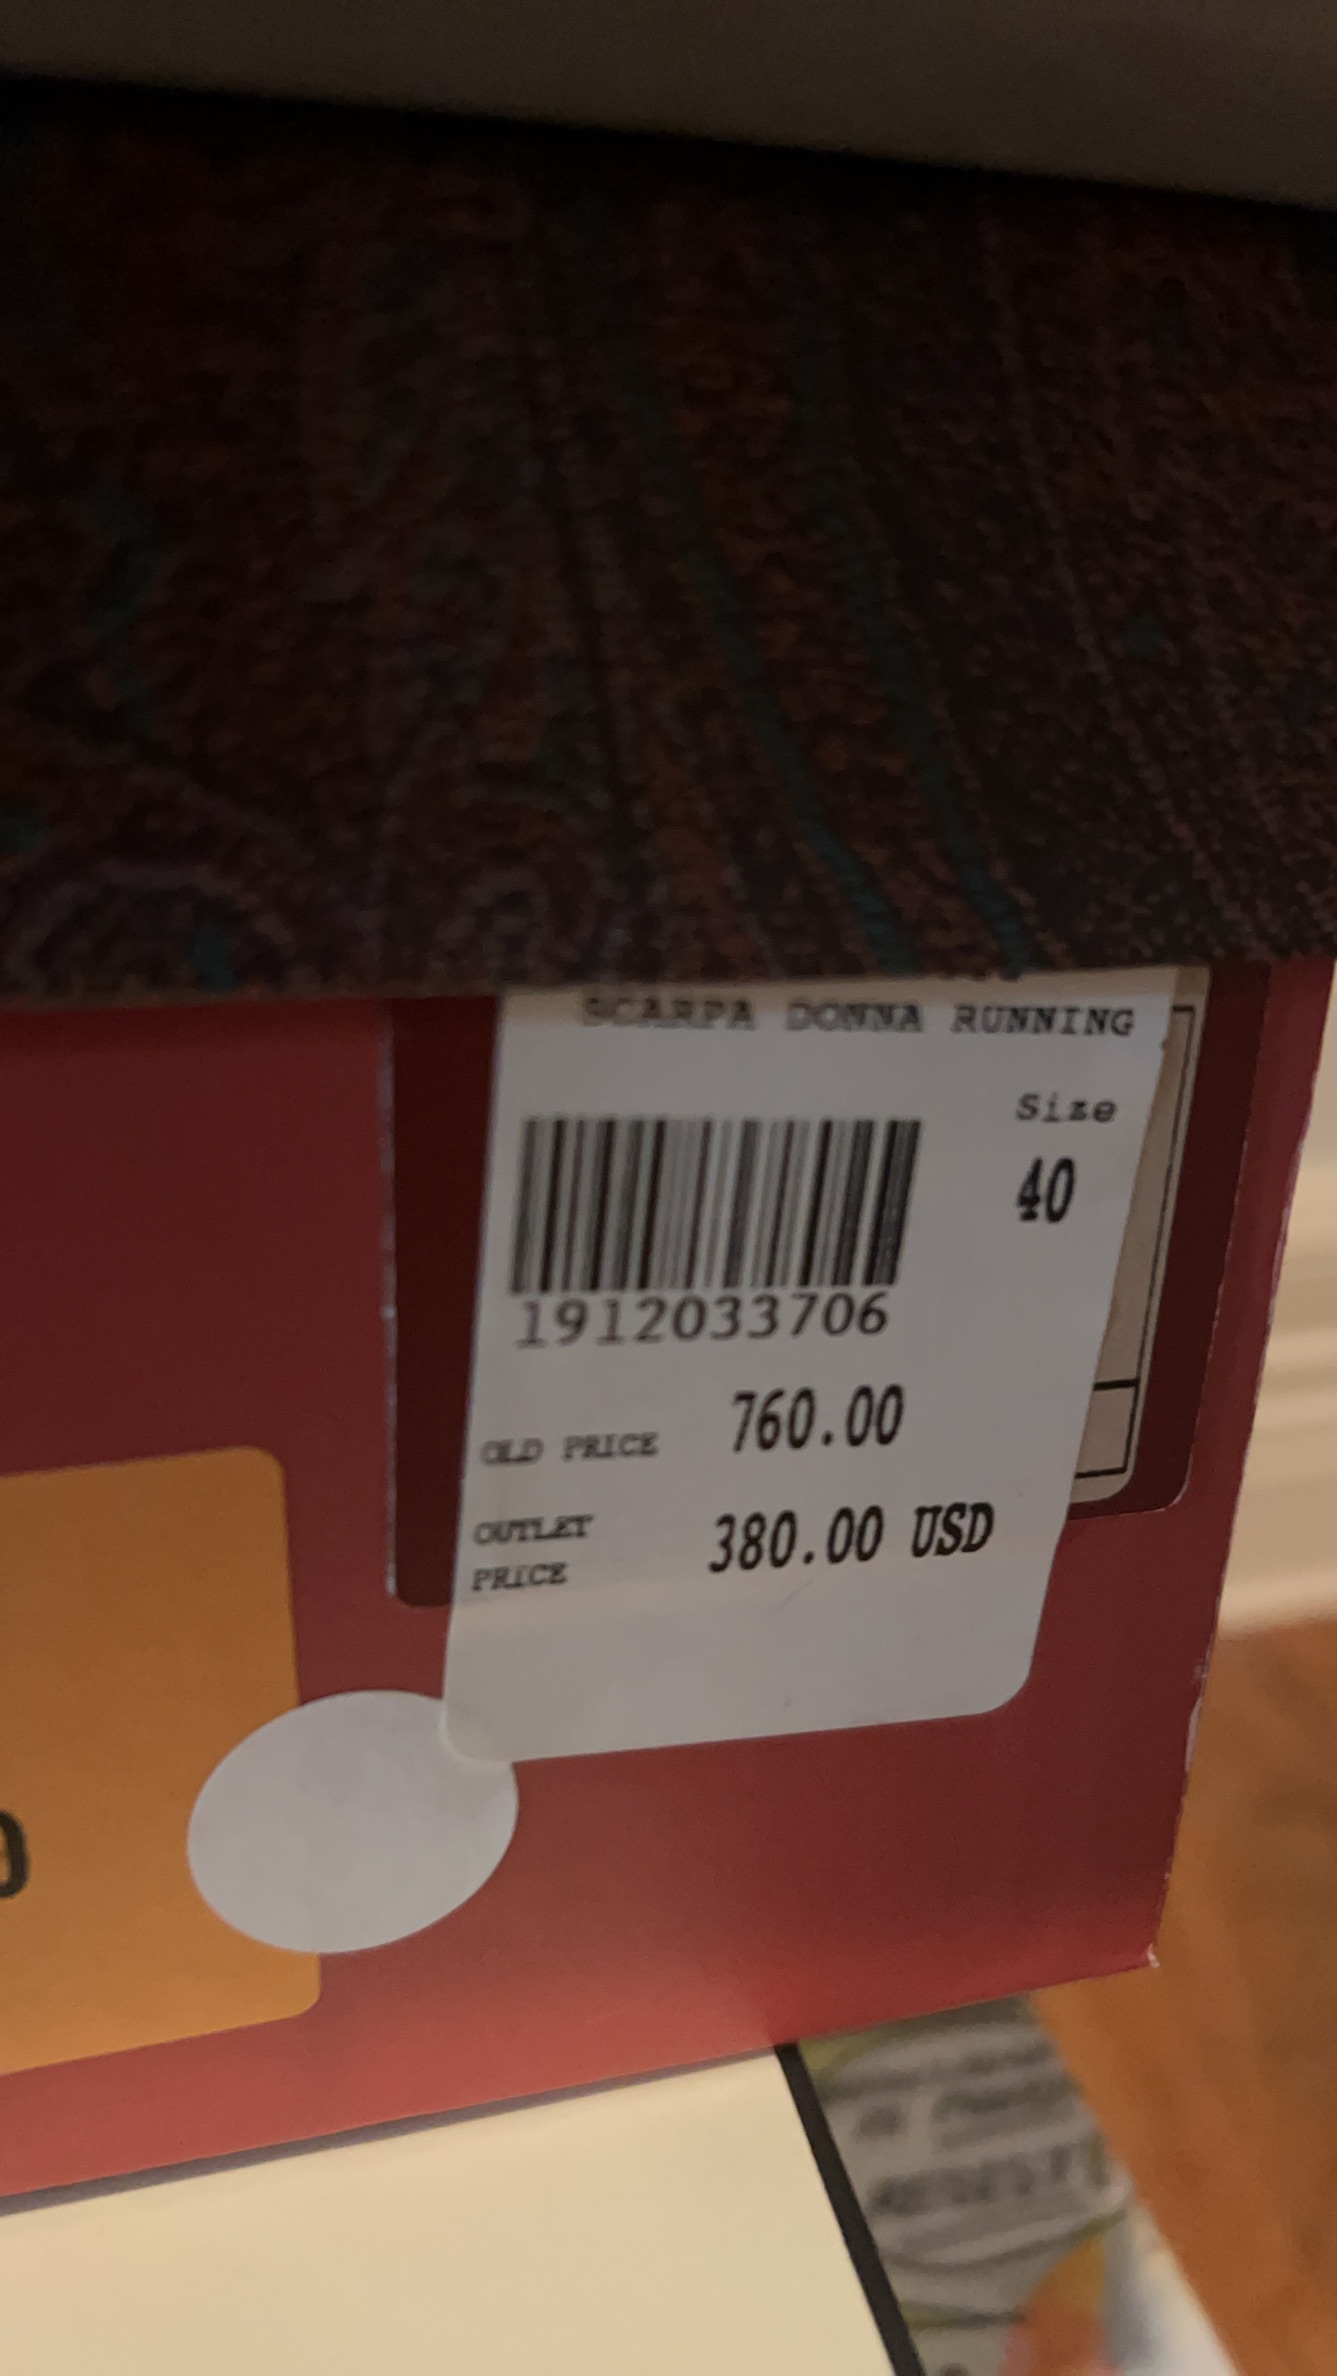 SCARPA DONNA RUNNING
Size
40
1912033706
OLD PRICE 760.00
OUTLET PRICE 380.00 USD